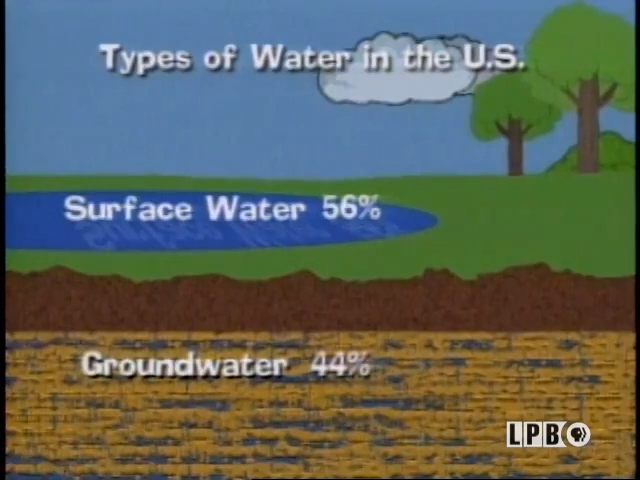 Types of Water in the U.S.
Surface Water 56%
Groundwater 44%
LPB